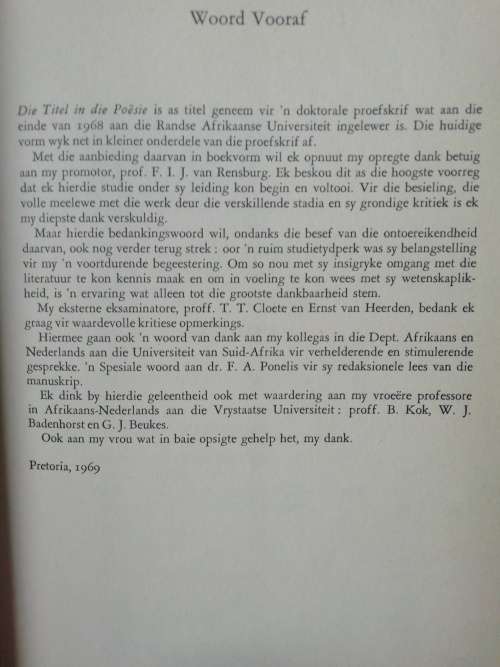 Woord Vooraf
Die Titel in die Poësie is as titel geneem vir 'n doktorale proefskrif wat aan die
einde van 1968 aan die Randse Afrikaanse Universiteit ingelewer is. Die huidige
vorm wyk net in kleiner onderdele van die proefskrif af.
Met die aanbieding daarvan in boekvorm wil ek opnuut my opregte dank betuig
aan my promotor, prof. F. I. J. van Rensburg. Ek beskou dit as die hoogste voorreg
dat ek hierdie studie onder sy leiding kon begin en voltooi. Vir die besieling, die
volle meelewe met die werk deur die verskillende stadia en sy grondige kritiek is ek
my diepste dank verskuldig.
Maar hierdie bedankingswoord wil, ondanks die besef van die ontoereikendheid
daarvan, ook nog verder terug strek : oor 'n ruim studietydperk was sy belangstelling
vir my 'n voortdurende begeestering. Om so nou met sy insigryke omgang met die
literatuur te kon kennis maak en om in voeling te kon wees met sy wetenskaplik-
heid, is 'n ervaring wat alleen tot die grootste dankbaarheid stem.
My eksterne eksaminatore, proff. T. T. Cloete en Ernst van Heerden, bedank ek
graag vir waardevolle kritiese opmerkings.
Hiermee gaan ook 'n woord van dank aan my kollegas in die Dept. Afrikaans en
Nederlands aan die Universiteit van Suid-Afrika vir verhelderende en stimulerende
gesprekke. 'n Spesiale woord aan dr. F. A. Ponelis vir sy redaksionele lees van die
manuskrip.
Ek dink by hierdie geleentheid ook met waardering aan my vroeëre professore
in Afrikaans-Nederlands aan die Vrystaatse Universiteit : proff. B. Kok, W. J.
Badenhorst en G. J. Beukes.
Ook aan my vrou wat in baie opsigte gehelp het, my dank.
Pretoria, 1969